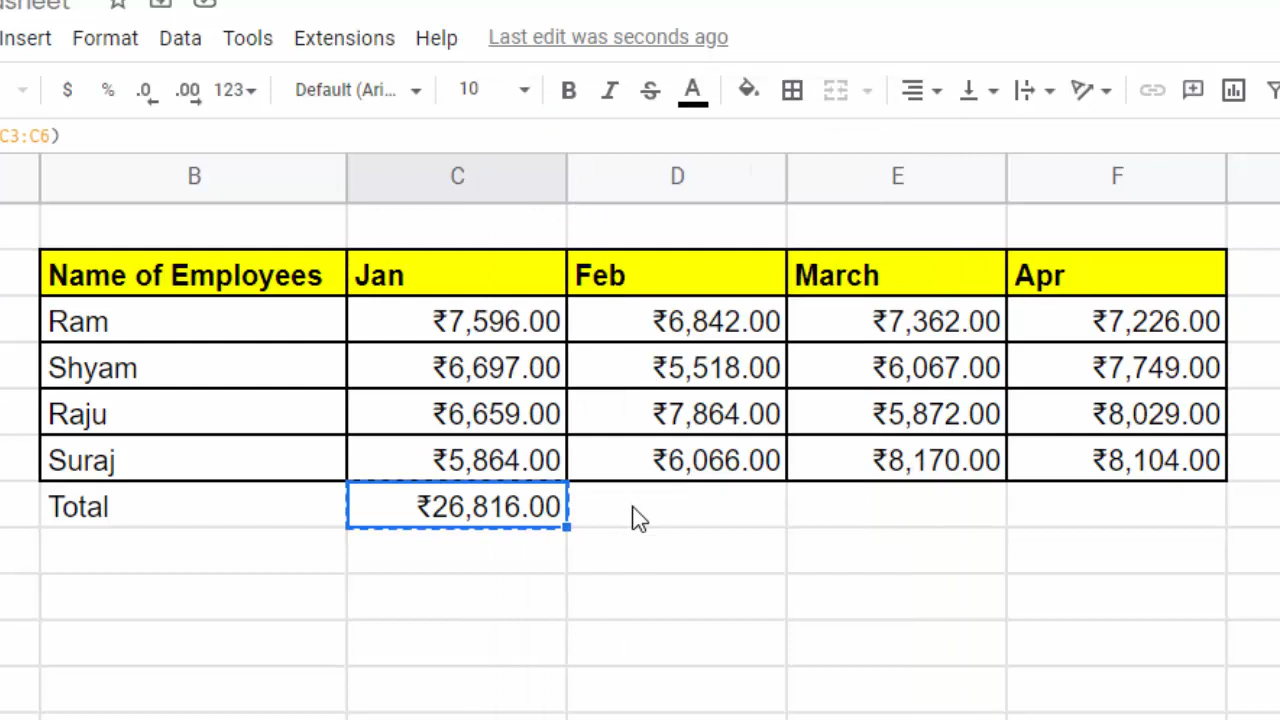 Insert Format Data Tools Extensions Help Last edit was seconds ago
$ % .0 .00 123 Default (Ari... 10 B I S A
C3:C6)
B C D E F
Name of Employees Jan Feb March Apr
Ram ₹7,596.00 ₹6,842.00 ₹7,362.00 ₹7,226.00
Shyam ₹6,697.00 ₹5,518.00 ₹6,067.00 ₹7,749.00
Raju ₹6,659.00 ₹7,864.00 ₹5,872.00 ₹8,029.00
Suraj ₹5,864.00 ₹6,066.00 ₹8,170.00 ₹8,104.00
Total ₹26,816.00